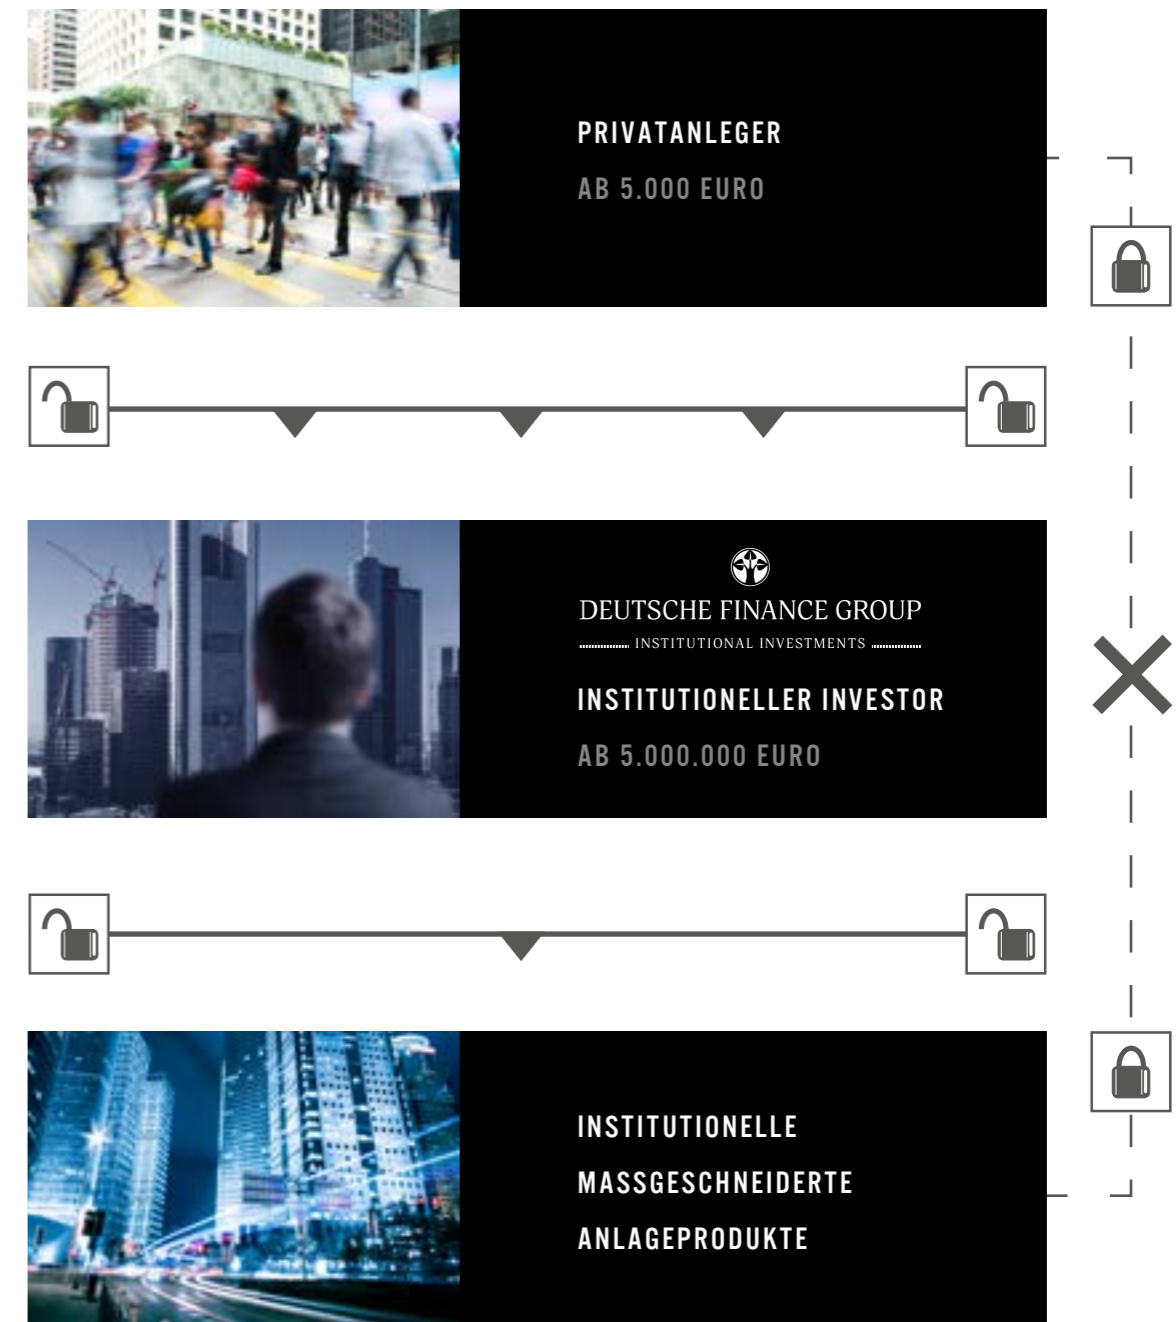 PRIVATANLEGER
AB 5.000 EURO
DEUTSCHE FINANCE GROUP
INSTITUTIONAL INVESTMENTS
INSTITUTIONELLER INVESTOR
AB 5.000.000 EURO
INSTITUTIONELLE
MASSGESCHNEIDERTE
ANLAGEPRODUKTE